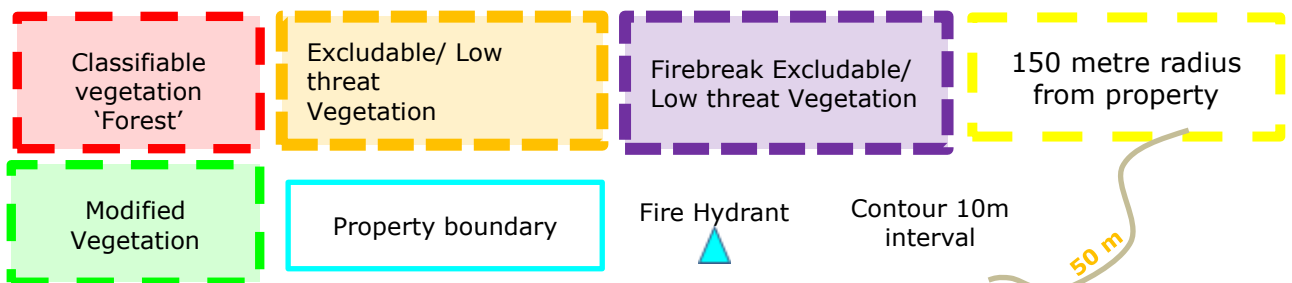 Classifiable
vegetation
‘Forest’
Excludable/ Low
threat
Vegetation
Firebreak Excludable/
Low threat Vegetation
150 metre radius
from property
Modified
Vegetation
Property boundary
Fire Hydrant
Contour 10m
interval
50 m